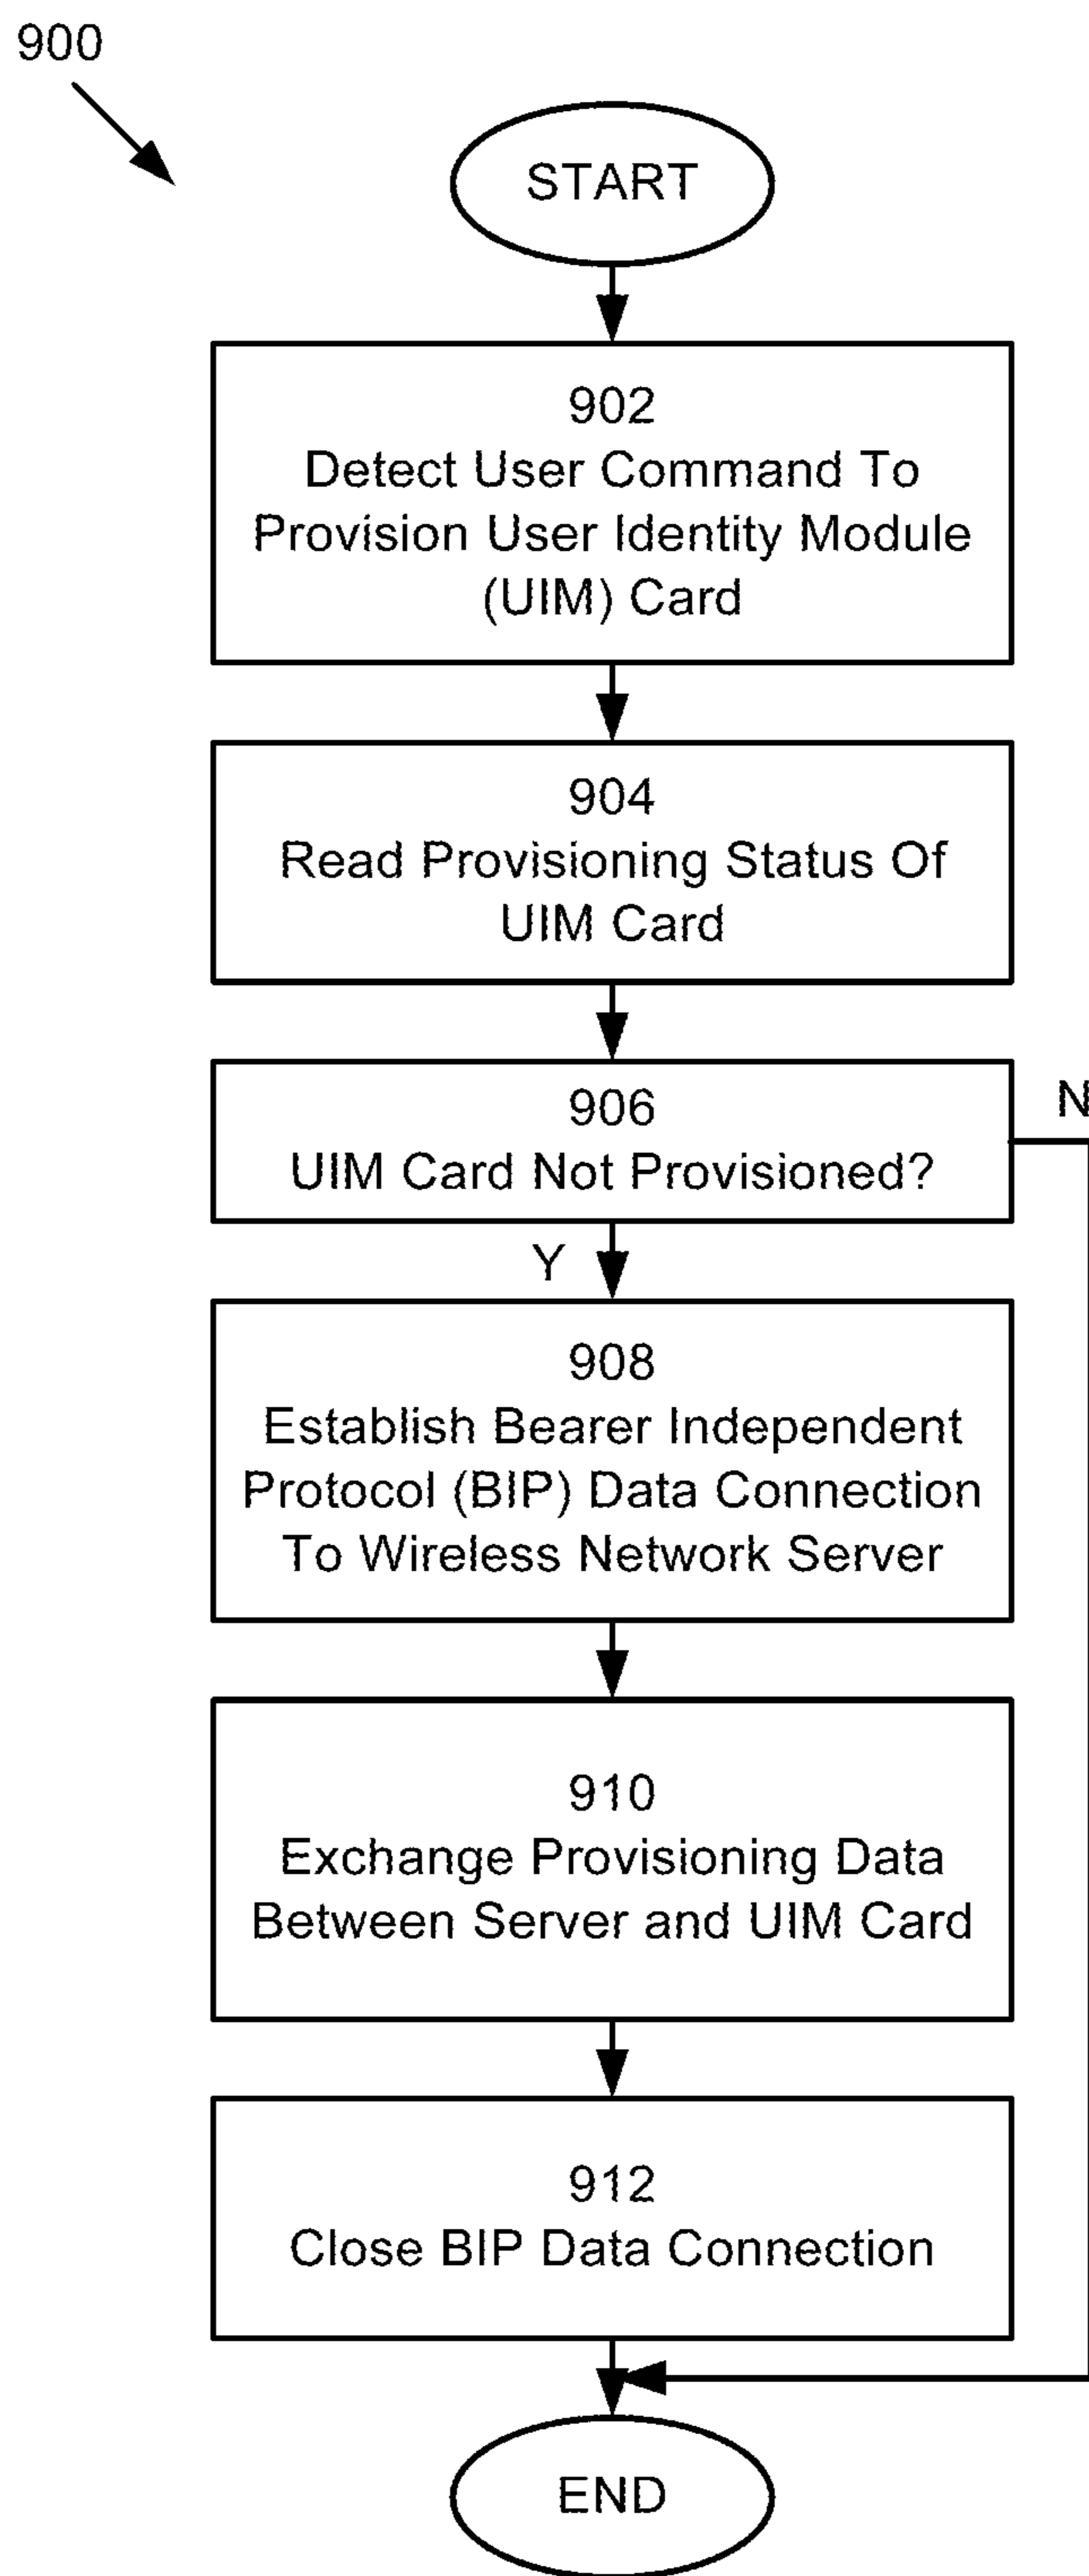 900
START
902
Detect User Command To
Provision User Identity Module
(UIM) Card
904
Read Provisioning Status Of
UIM Card
906
UIM Card Not Provisioned?
N
Y
908
Establish Bearer Independent
Protocol (BIP) Data Connection
To Wireless Network Server
910
Exchange Provisioning Data
Between Server and UIM Card
912
Close BIP Data Connection
END